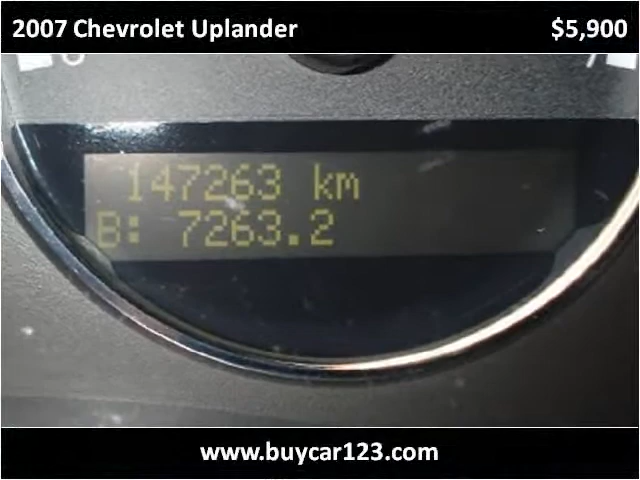 2007 Chevrolet Uplander $5,900
147263 km
B: 7263.2
www.buycar123.com